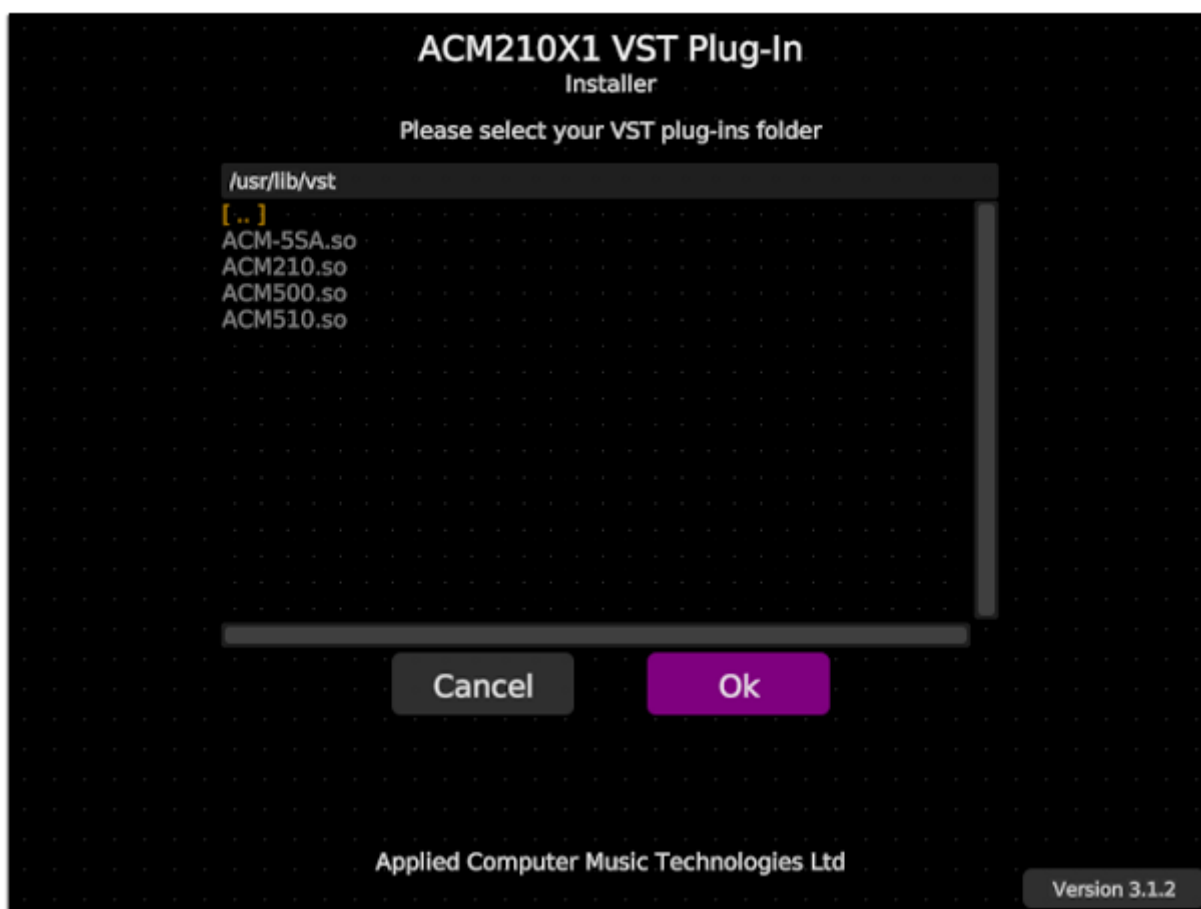 ACM210X1 VST Plug-In
Installer
Please select your VST plug-ins folder
/usr/lib/vst
[ .. ]
ACM-5SA.so
ACM210.so
ACM500.so
ACM510.so
Cancel
Ok
Applied Computer Music Technologies Ltd
Version 3.1.2